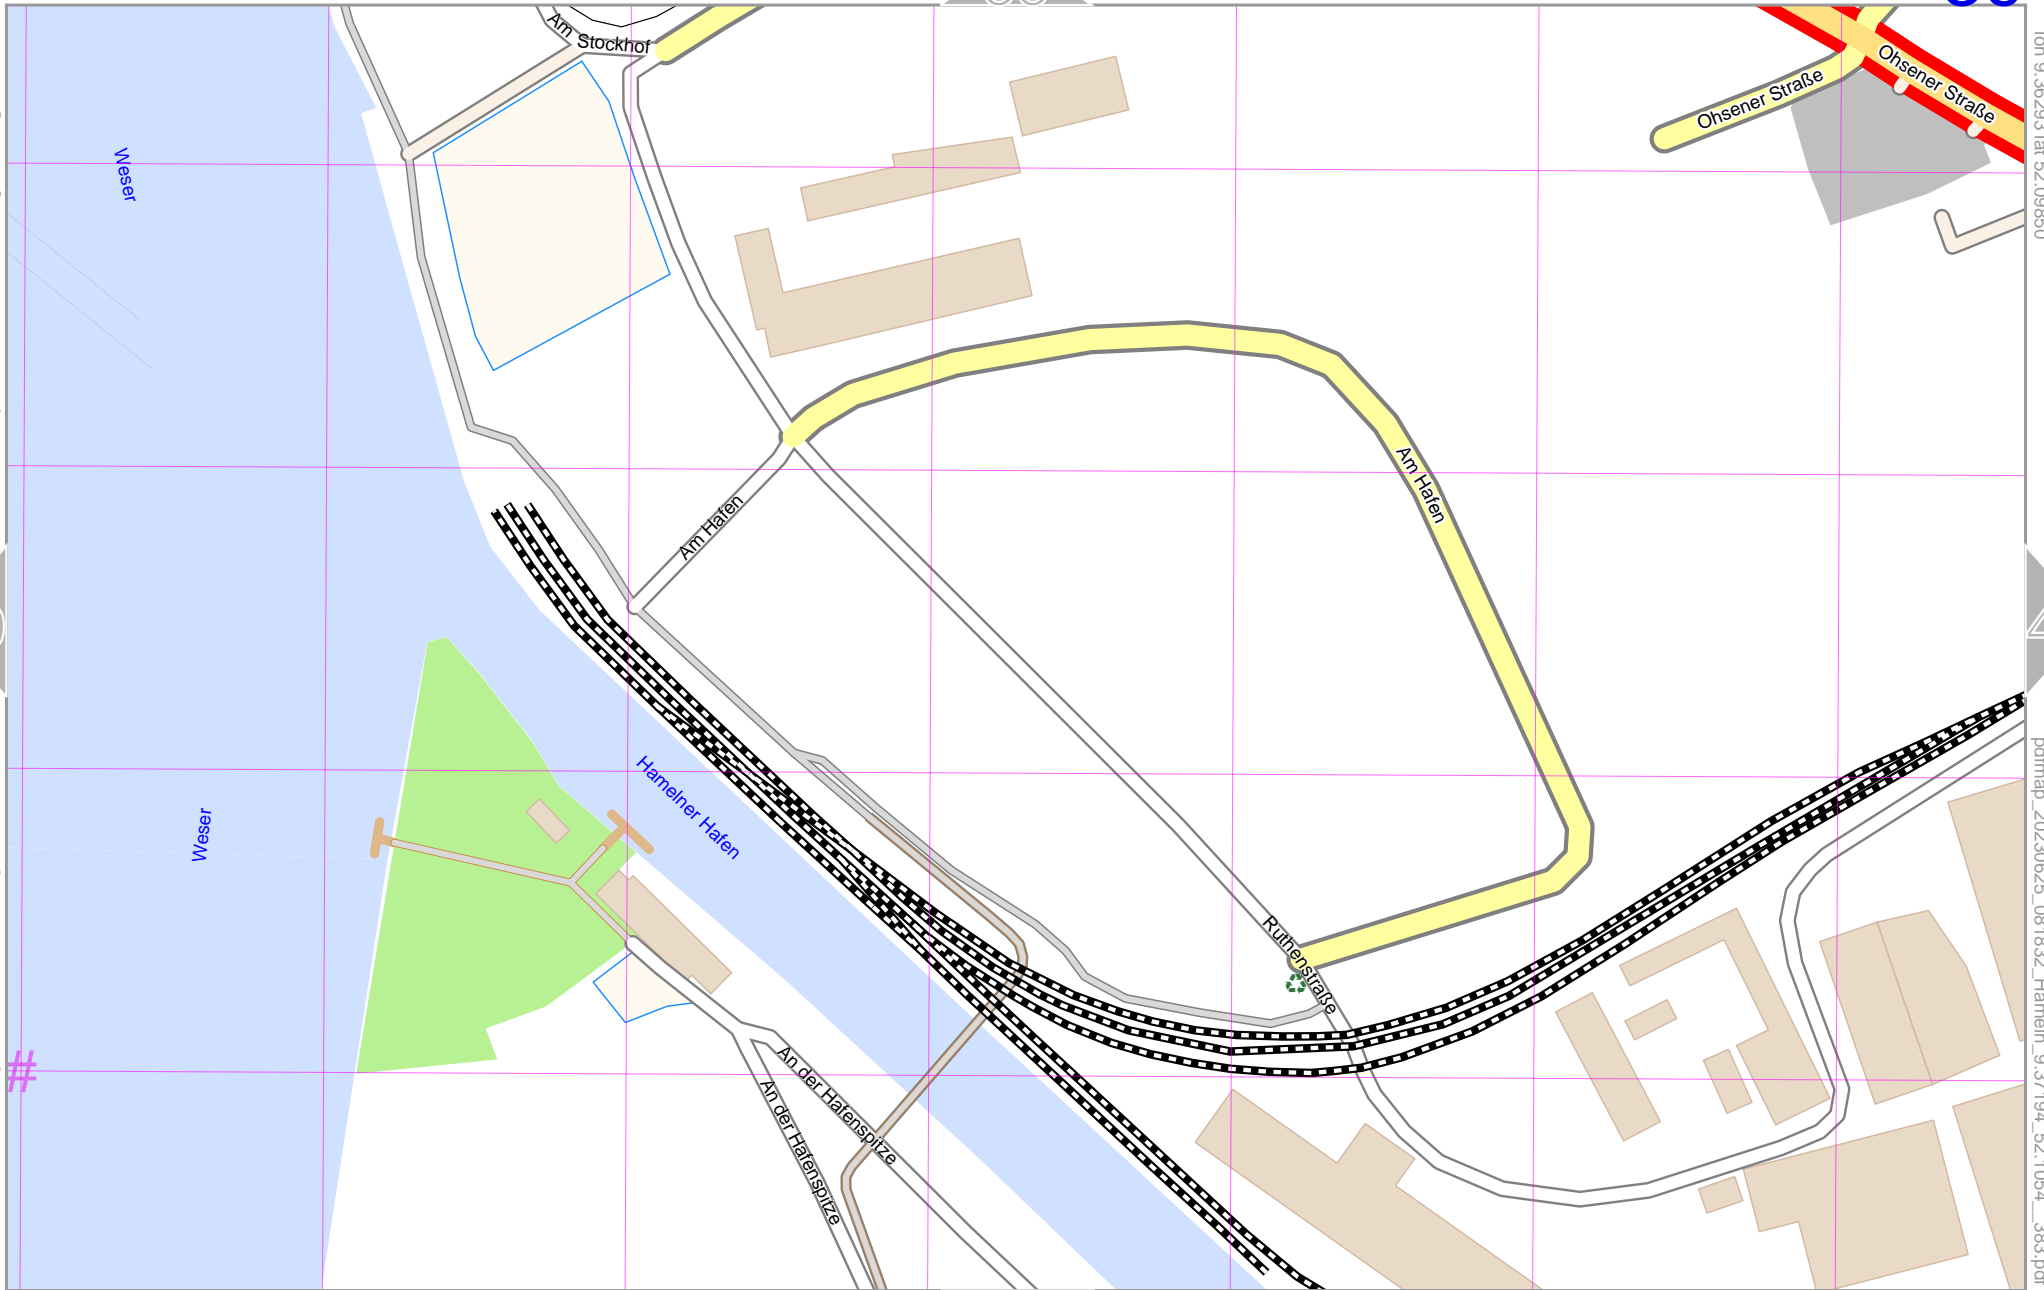 Am Stockhof
Ohsener Straße
Ohsener Straße
Weser
Am Hafen
Am Hafen
Hamelner Hafen
Weser
Ruthenstraße
An der Hafenspitze
An der Hafenspitze
#